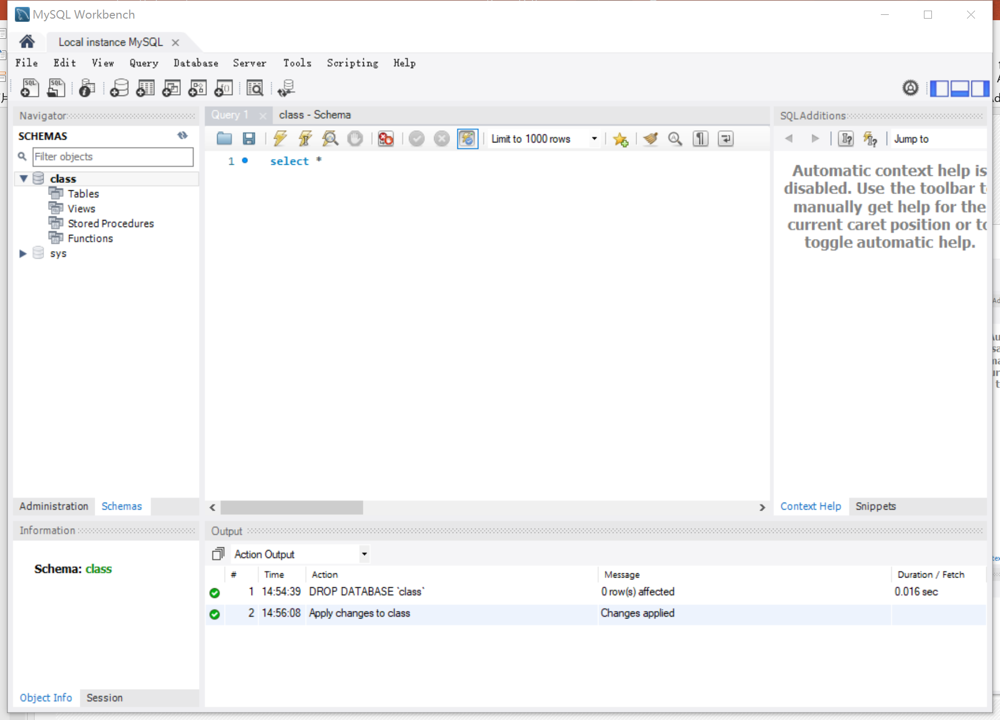 MySQL Workbench
Local instance MySQL
File Edit View Query Database Server Tools Scripting Help
SQL SQL
Navigator
SCHEMAS
Filter objects
class
Tables
Views
Stored Procedures
Functions
sys
Administration Schemas
Information
Schema: class
Object Info Session
Query 1 class - Schema
Limit to 1000 rows
1 select *
SQLAdditions
Jump to
Automatic context help is
disabled. Use the toolbar t
manually get help for the
current caret position or to
toggle automatic help.
Context Help Snippets
Output
Action Output
# Time Action Message Duration / Fetch
1 14:54:39 DROP DATABASE `class` 0 row(s) affected 0.016 sec
2 14:56:08 Apply changes to class Changes applied